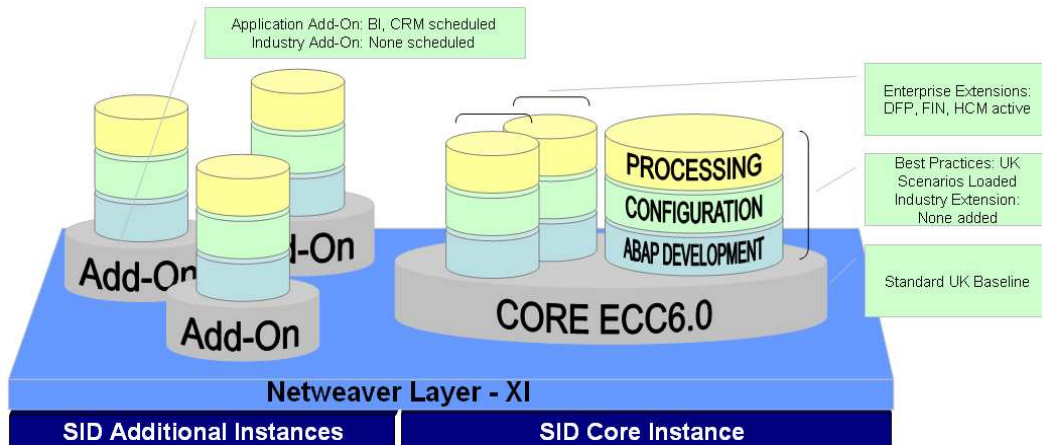 Application Add-On: BI, CRM scheduled
Industry Add-On: None scheduled
Enterprise Extensions:
DFP, FIN, HCM active
Best Practices: UK
Scenarios Loaded
Industry Extension:
None added
Standard UK Baseline
PROCESSING
CONFIGURATION
ABAP DEVELOPMENT
Add-On
d-On
Add-On
CORE ECC6.0
Netweaver Layer - XI
SID Additional Instances
SID Core Instance